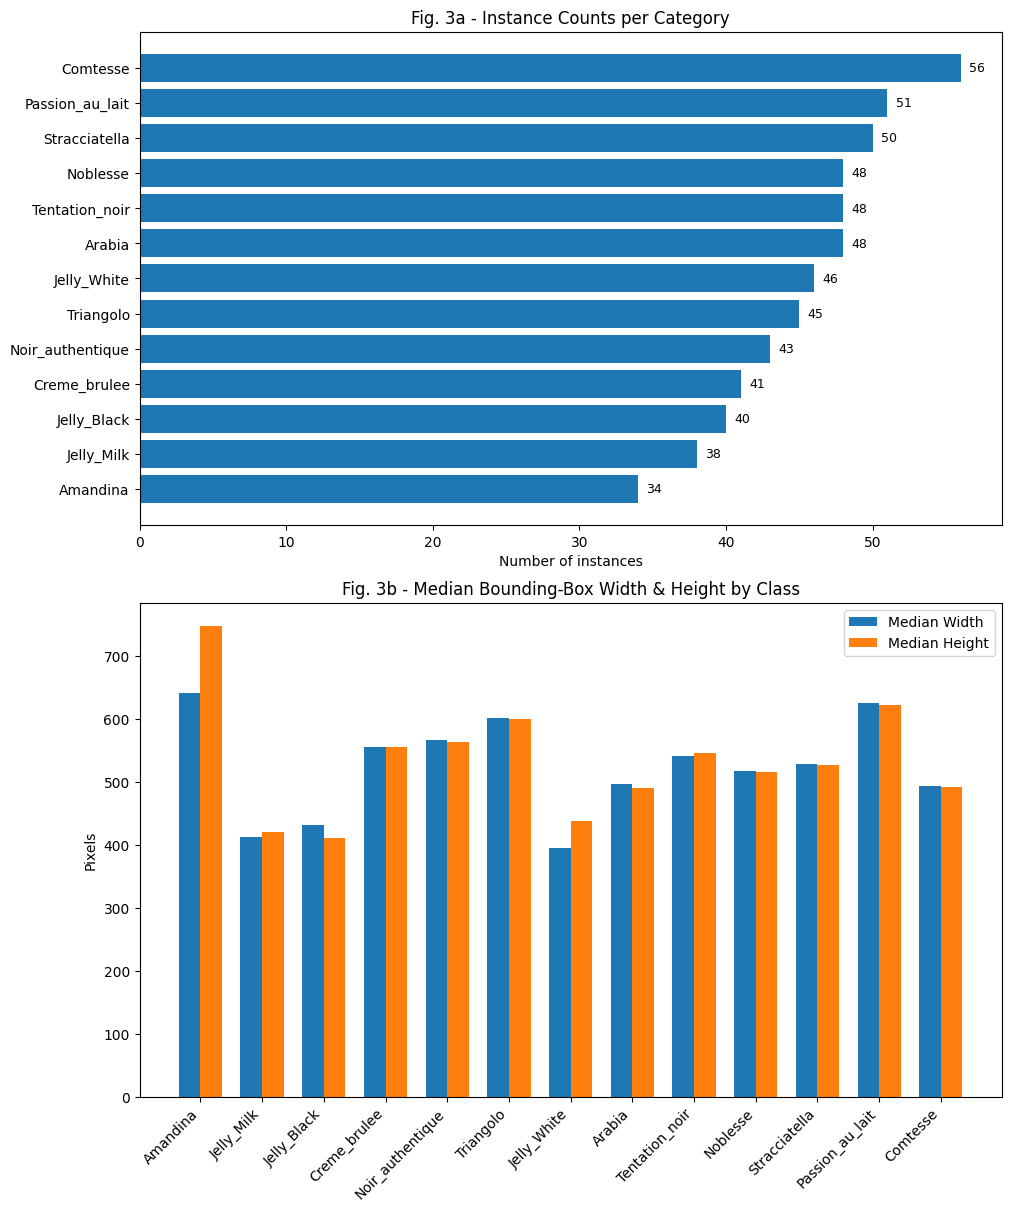 Fig. 3a - Instance Counts per Category
Comtesse 56
Passion_au_lait 51
Stracciatella 50
Noblesse 48
Tentation_noir 48
Arabia 48
Jelly_White 46
Triangolo 45
Noir_authentique 43
Creme_brulee 41
Jelly_Black 40
Jelly_Milk 38
Amandina 34
0 10 20 30 40 50
Number of instances
Fig. 3b - Median Bounding-Box Width & Height by Class
Median Width
Median Height
700
600
500
400
300
200
100
0
Pixels
Amandina
Jelly_Milk
Jelly_Black
Creme_brulee
Noir_authentique
Triangolo
Jelly_White
Arabia
Tentation_noir
Noblesse
Stracciatella
Passion_au_lait
Comtesse